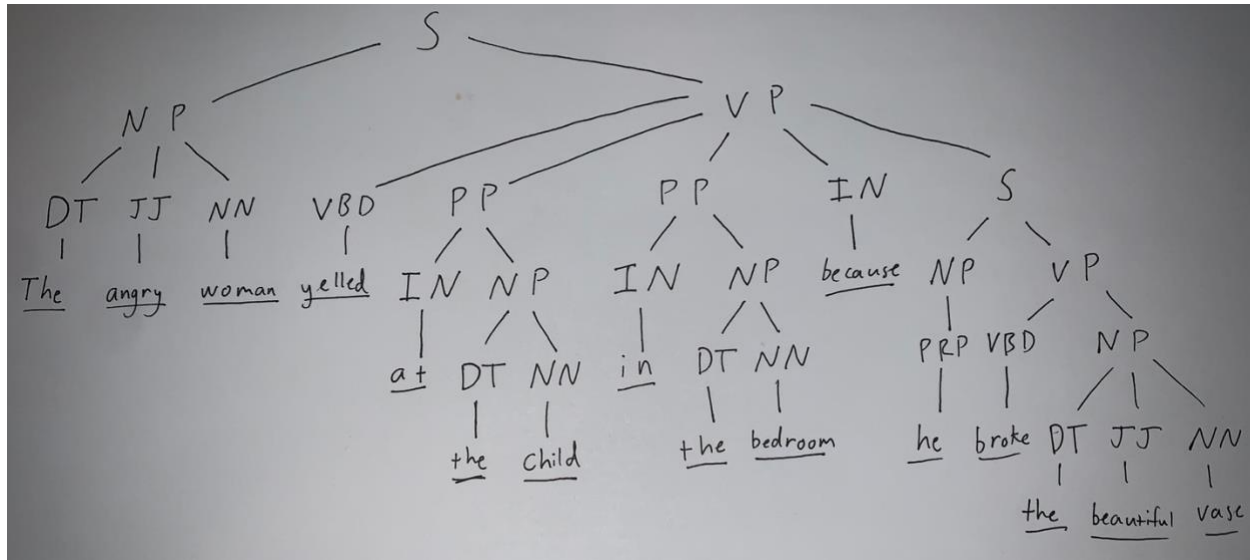 S
NP VP
DT JJ NN VBD PP PP IN S
The angry woman yelled IN NP IN NP because NP VP
at DT NN in DT NN PRP VBD NP
the child the bedroom he broke DT JJ NN
the beautiful vase